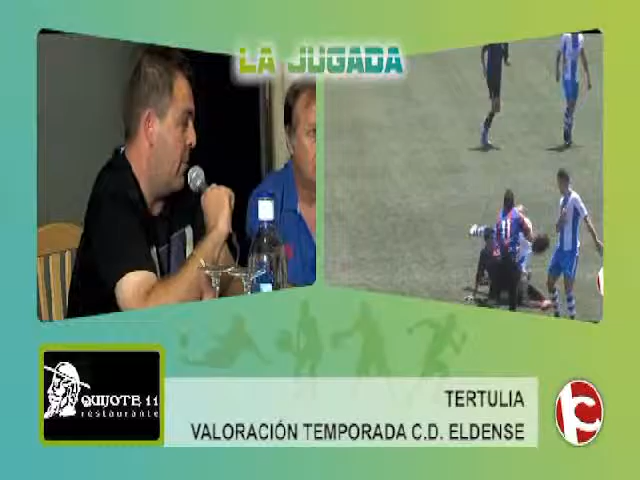 LA JUGADA
QUIJOTE 11
restaurante
TERTULIA
VALORACIÓN TEMPORADA C.D. ELDENSE